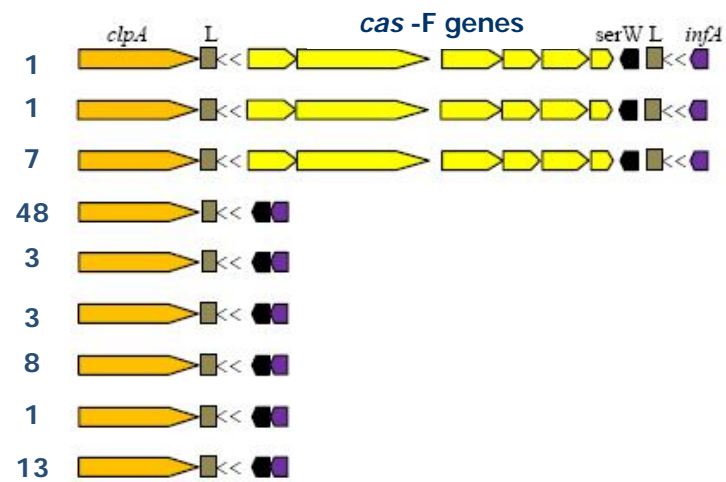 cas -F genes
clpA L serW L infA
1 << <<
1 << <<
7 << <<
48 <<
3 <<
3 <<
8 <<
1 <<
13 <<